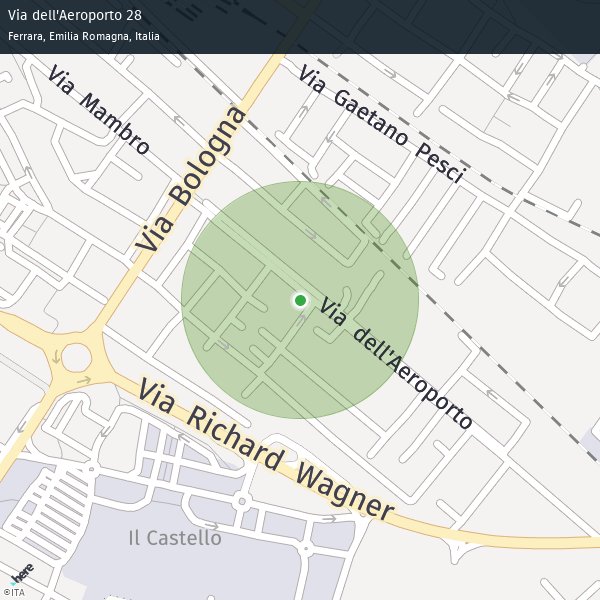 Via dell'Aeroporto 28
Ferrara, Emilia Romagna, Italia
Via Mambro
Via Gaetano Pesci
Via Bologna
Via dell'Aeroporto
Via Richard Wagner
Il Castello
here
©ITA